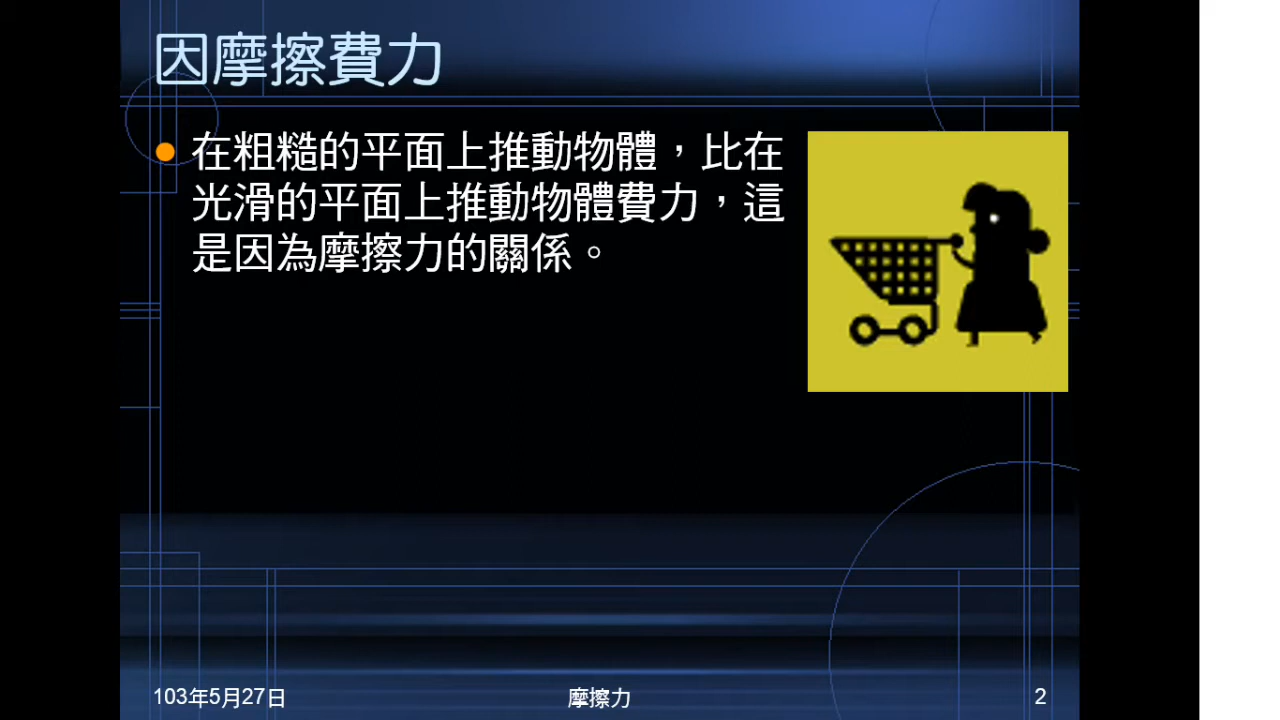 因摩擦費力
在粗糙的平面上推動物體，比在
光滑的平面上推動物體費力，這
是因為摩擦力的關係。
103年5月27日
摩擦力
2